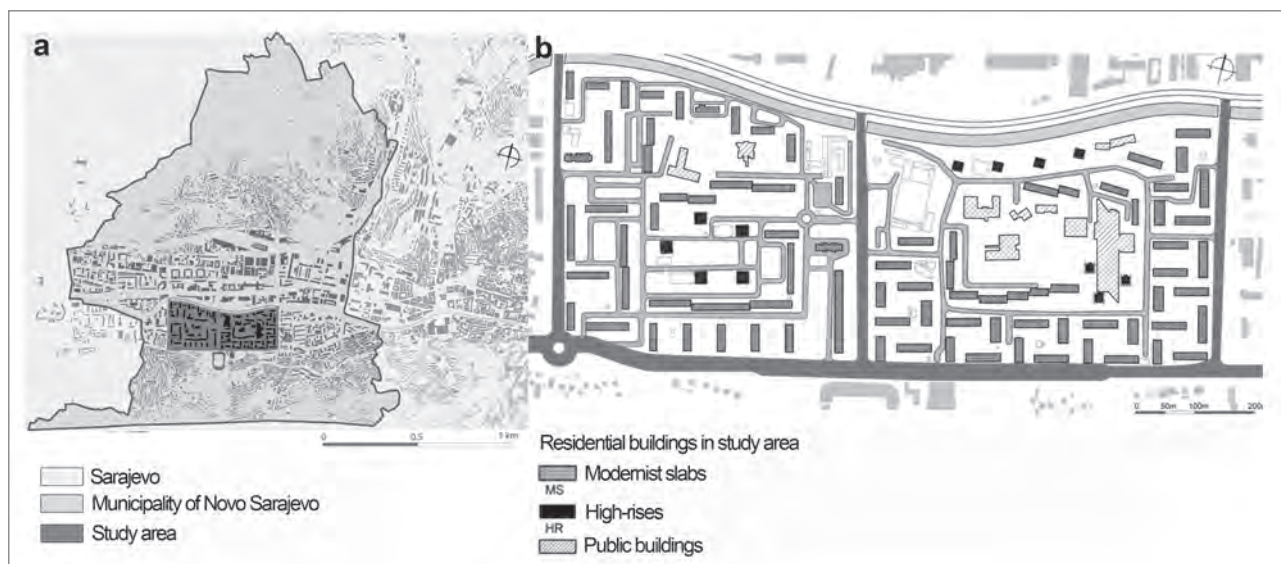 a
0 0.5 1 km
Sarajevo
Municipality of Novo Sarajevo
Study area
b
0 50m 100m
Residential buildings in study area
Modernist slabs
MS
High-rises
HR
Public buildings